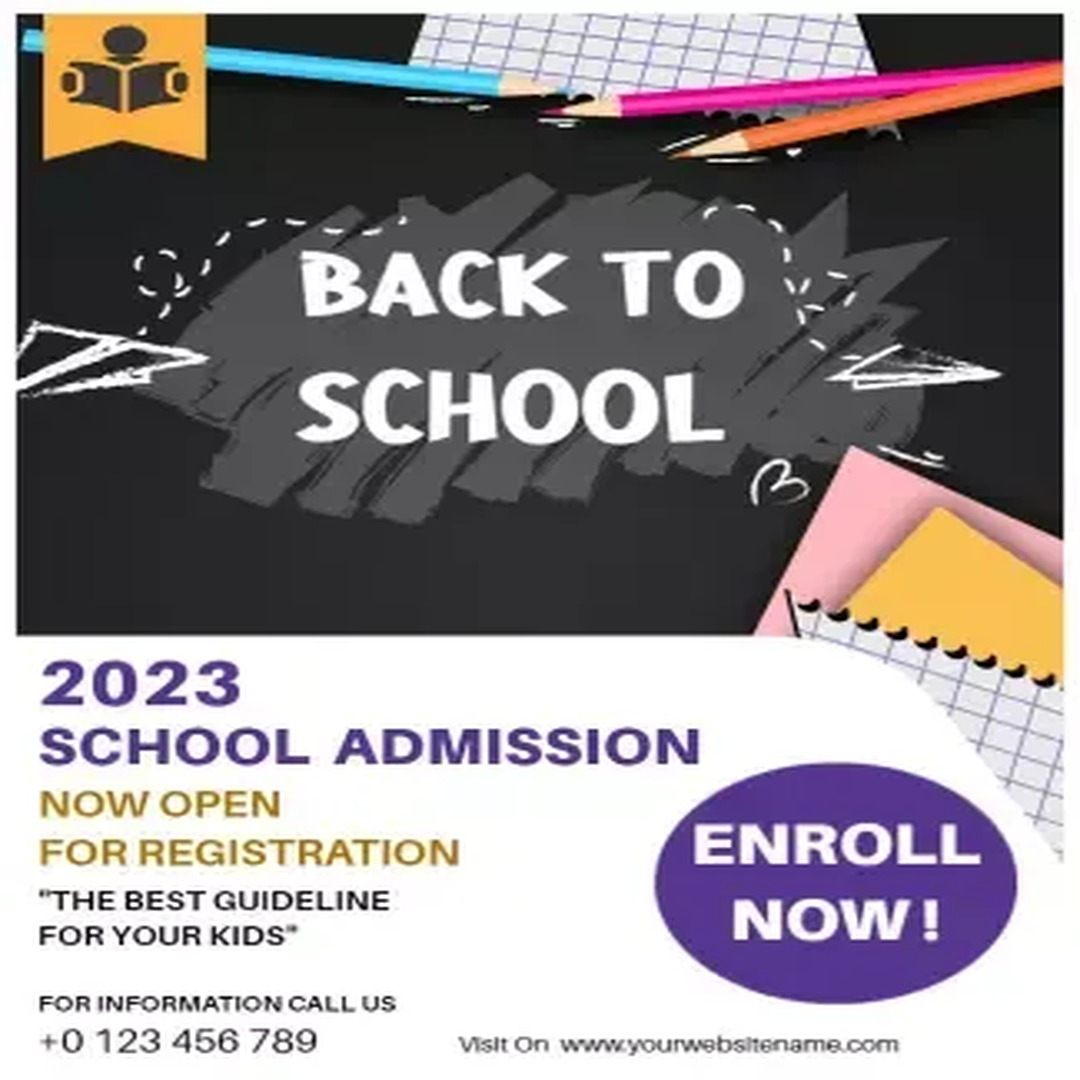 BACK TO
SCHOOL
2023
SCHOOL ADMISSION
NOW OPEN
FOR REGISTRATION
"THE BEST GUIDELINE
FOR YOUR KIDS"
ENROLL
NOW!
FOR INFORMATION CALL US
+0 123 456 789
Visit On www.yourwebsitename.com